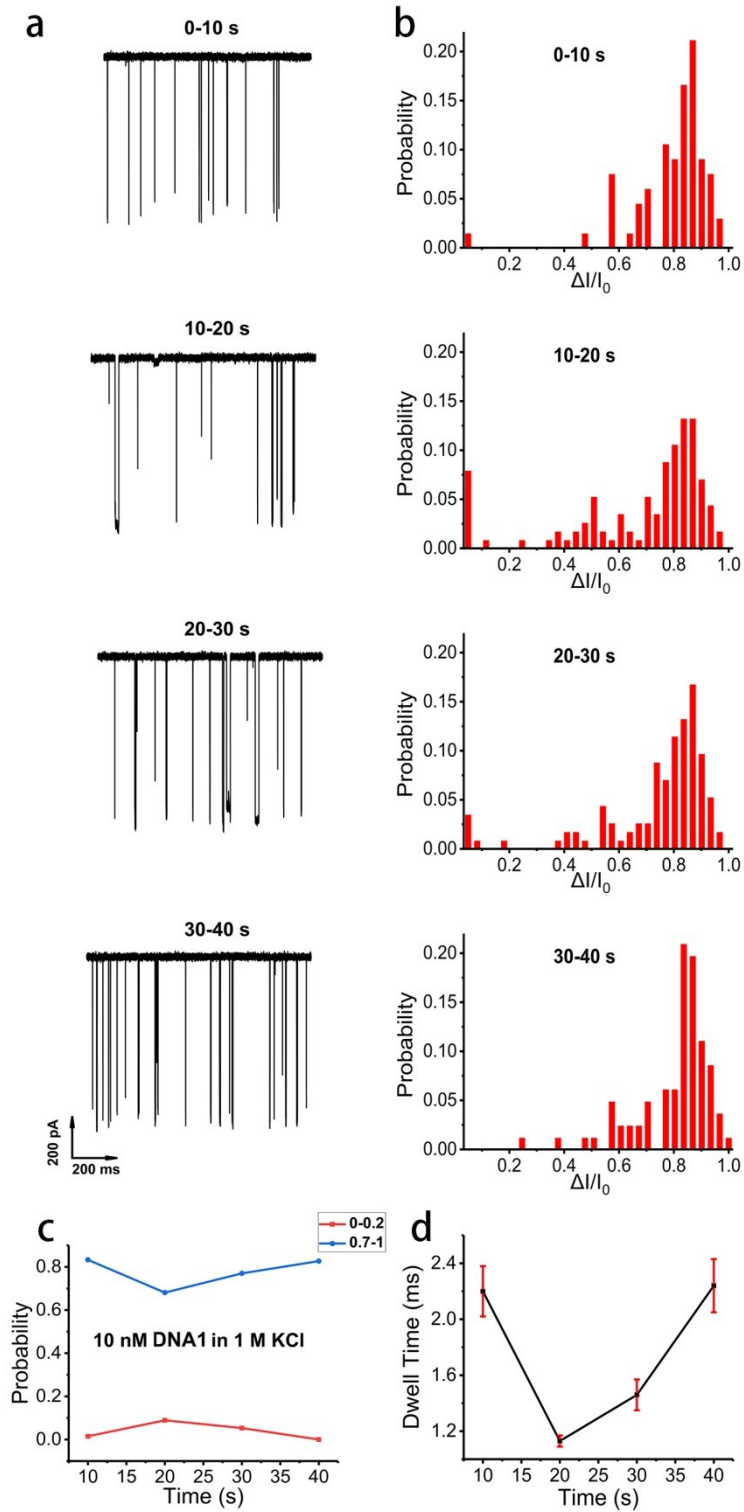 a
0-10 s
10-20 s
20-30 s
30-40 s
200 pA
200 ms
b
0-10 s
Probability
0.20
0.15
0.10
0.05
0.00
0.2 0.4 0.6 0.8 1.0
ΔI/I₀
10-20 s
Probability
0.20
0.15
0.10
0.05
0.00
0.2 0.4 0.6 0.8 1.0
ΔI/I₀
20-30 s
Probability
0.20
0.15
0.10
0.05
0.00
0.2 0.4 0.6 0.8 1.0
ΔI/I₀
30-40 s
Probability
0.20
0.15
0.10
0.05
0.00
0.2 0.4 0.6 0.8 1.0
ΔI/I₀
c
0-0.2
0.7-1
Probability
0.8
0.6
0.4
0.2
0.0
10 nM DNA1 in 1 M KCl
10 15 20 25 30 35 40
Time (s)
d
Dwell Time (ms)
2.4
2.0
1.6
1.2
10 15 20 25 30 35 40
Time (s)